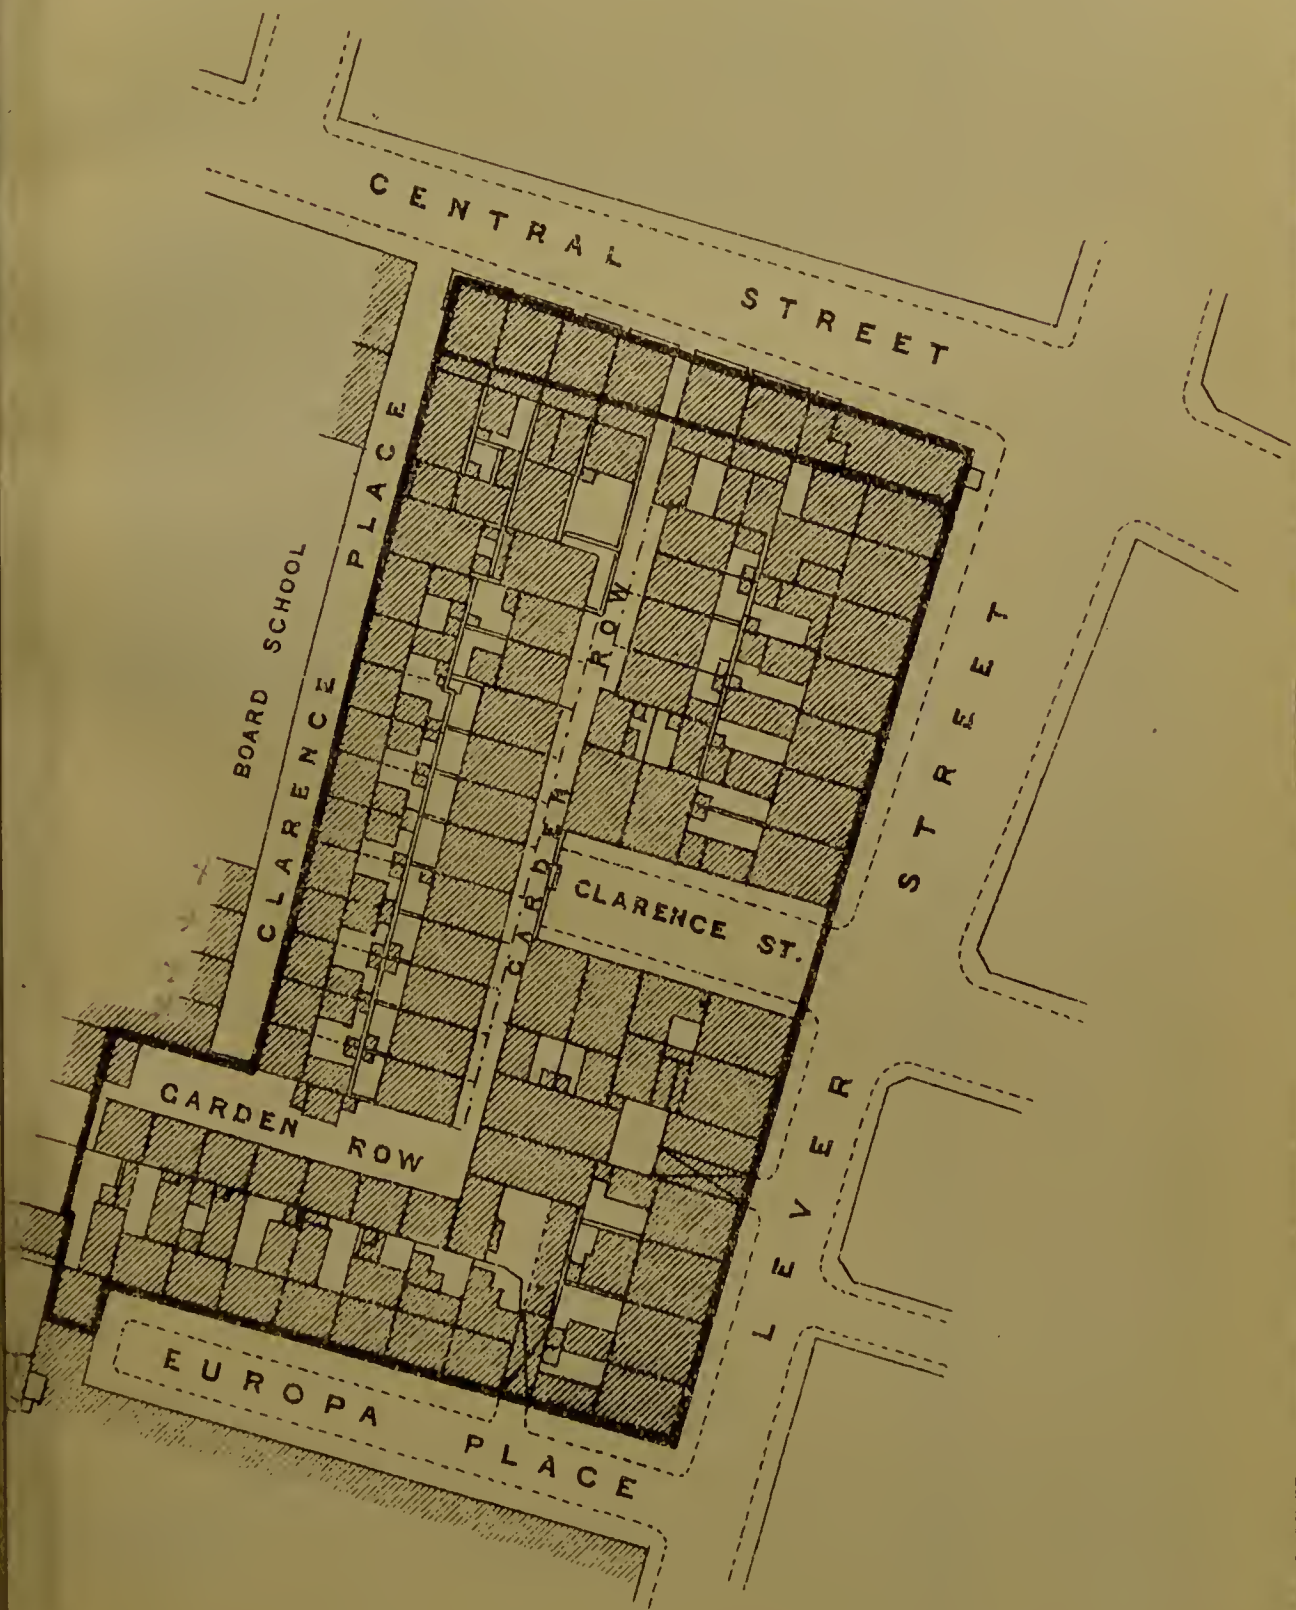 CENTRAL STREET
CLARENCE PLACE
BOARD SCHOOL
GARDEN ROW
CLARENCE ST.
LEVER STREET
GARDEN ROW
EUROPA PLACE